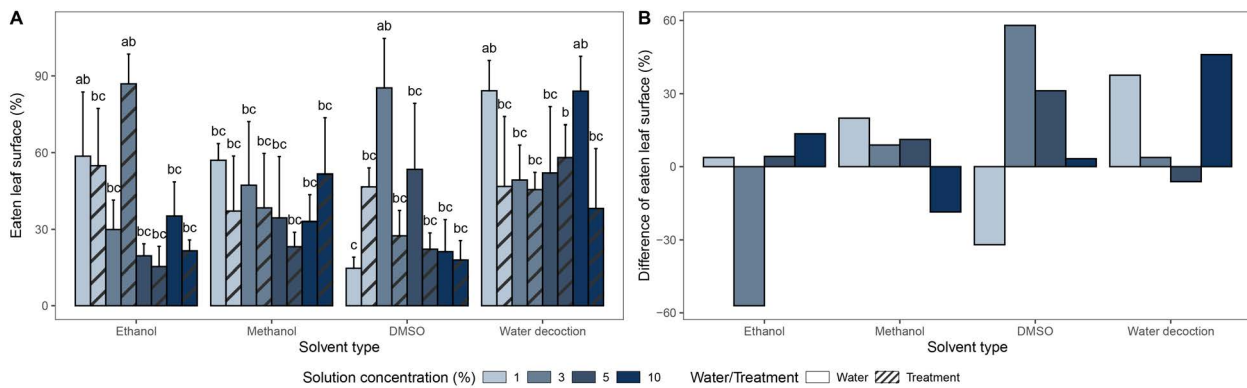 A
Eaten leaf surface (%)
90
60
30
0
ab
bc
bc
ab
bc
bc
bc
bc
bc
bc
bc
bc
bc
bc
bc
bc
c
bc
ab
bc
bc
bc
bc
bc
ab
bc
bc
bc
bc
b
ab
bc
Ethanol
Methanol
DMSO
Water decoction
Solvent type
B
Difference of eaten leaf surface (%)
60
30
0
−30
−60
Ethanol
Methanol
DMSO
Water decoction
Solvent type
Solution concentration (%) 1 3 5 10 Water/Treatment Water Treatment